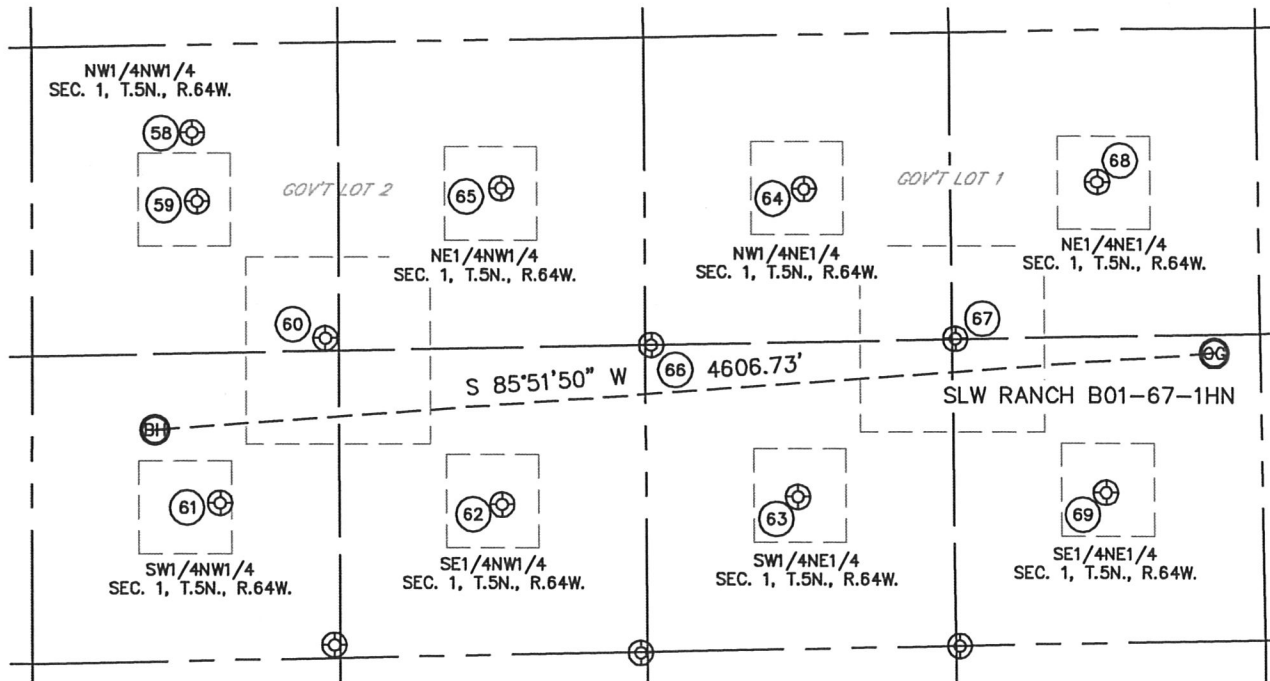 NW1/4NW1/4
SEC. 1, T.5N., R.64W.
58
59
GOV'T LOT 2
65
64
GOV'T LOT 1
68
NE1/4NW1/4
SEC. 1, T.5N., R.64W.
NW1/4NE1/4
SEC. 1, T.5N., R.64W.
NE1/4NE1/4
SEC. 1, T.5N., R.64W.
60
67
66
S 85°51'50" W 4606.73'
SLW RANCH B01-67-1HN
BH
61
62
63
69
SW1/4NW1/4
SEC. 1, T.5N., R.64W.
SE1/4NW1/4
SEC. 1, T.5N., R.64W.
SW1/4NE1/4
SEC. 1, T.5N., R.64W.
SE1/4NE1/4
SEC. 1, T.5N., R.64W.